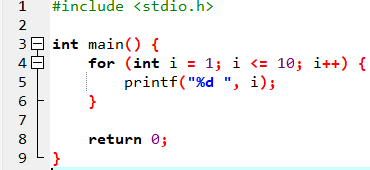 1 #include <stdio.h>
2
3 int main() {
4     for (int i = 1; i <= 10; i++) {
5         printf("%d ", i);
6     }
7
8     return 0;
9 }